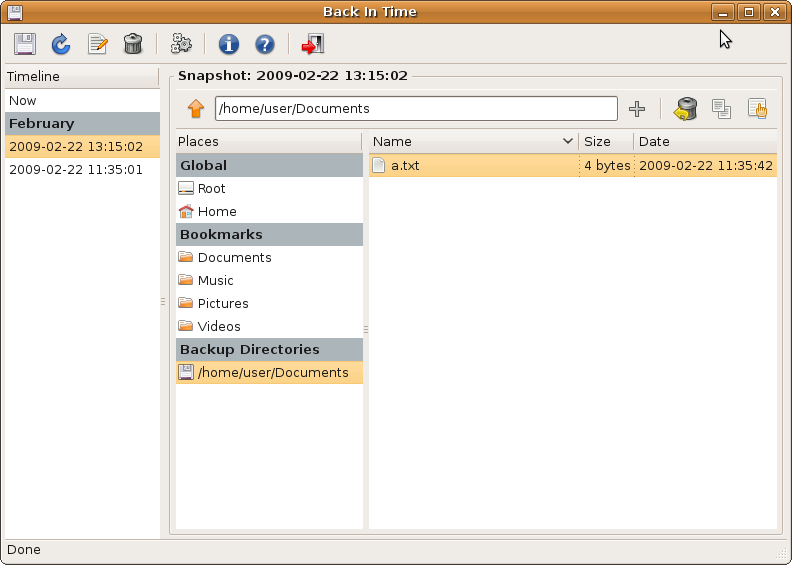 Back In Time
Timeline
Now
February
2009-02-22 13:15:02
2009-02-22 11:35:01
Snapshot: 2009-02-22 13:15:02
/home/user/Documents
Places
Global
Root
Home
Bookmarks
Documents
Music
Pictures
Videos
Backup Directories
/home/user/Documents
Name Size Date
a.txt 4 bytes 2009-02-22 11:35:42
Done